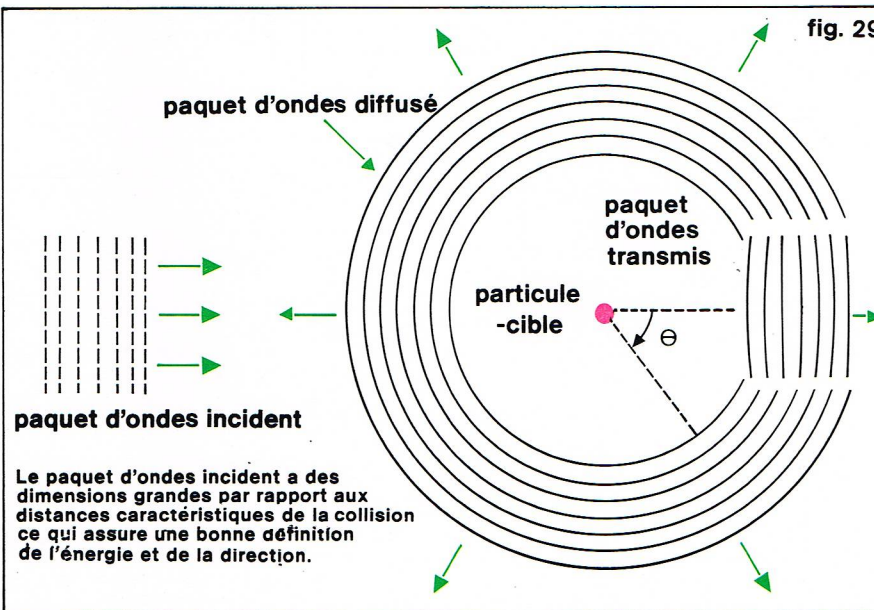 fig. 29
paquet d'ondes diffusé
paquet
d'ondes
transmis
particule
-cible
θ
paquet d'ondes incident
Le paquet d'ondes incident a des
dimensions grandes par rapport aux
distances caractéristiques de la collision
ce qui assure une bonne définition
de l'énergie et de la direction.